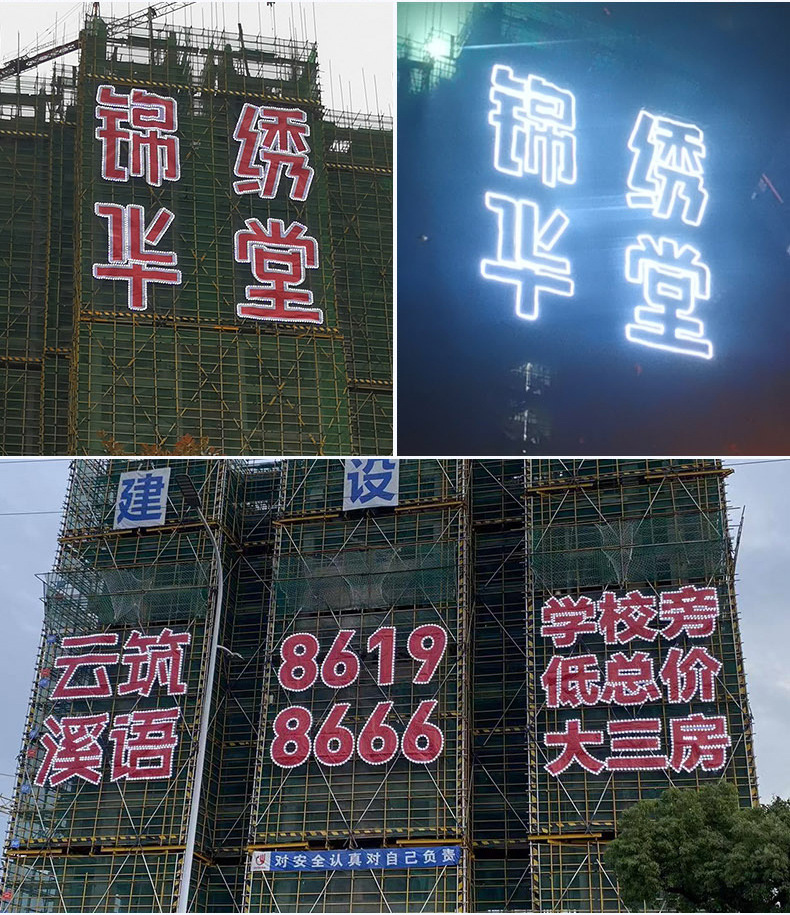 锦绣
华堂
锦绣
华堂
建设
云筑
溪语
8619
8666
学校旁
低总价
大三房
对安全认真对自己负责